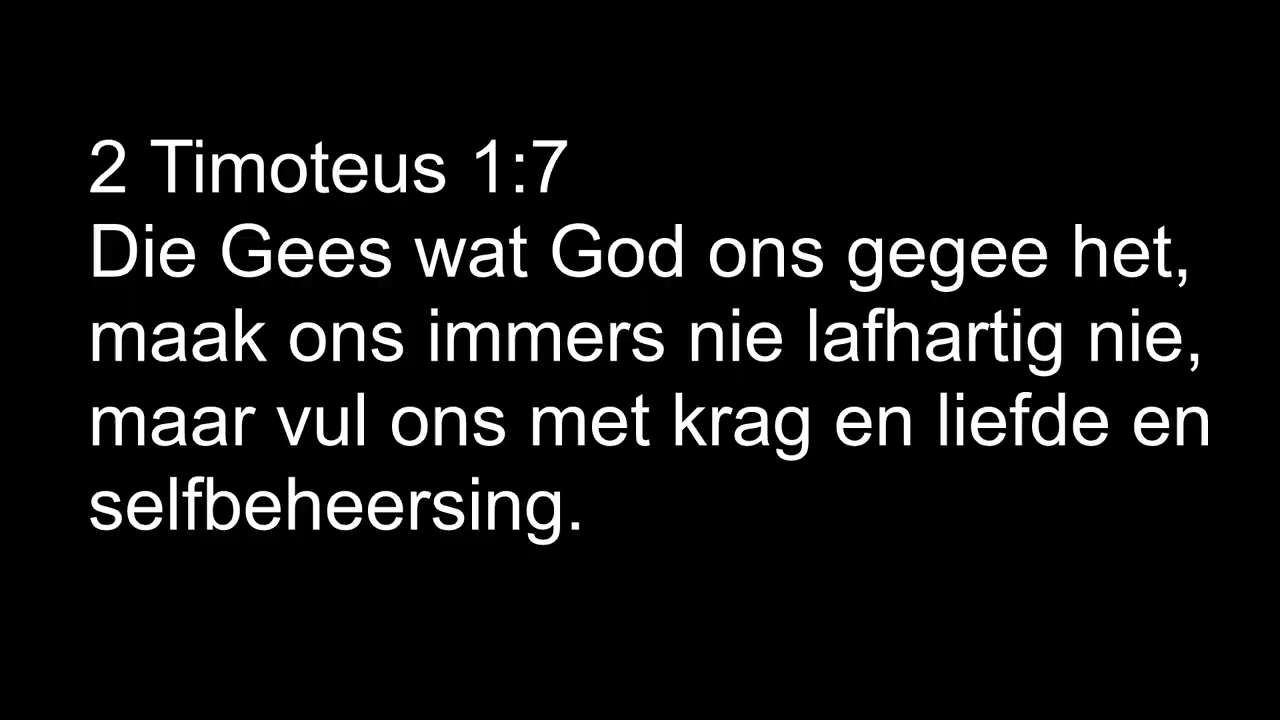 2 Timoteus 1:7
Die Gees wat God ons gegee het,
maak ons immers nie lafhartig nie,
maar vul ons met krag en liefde en
selfbeheersing.